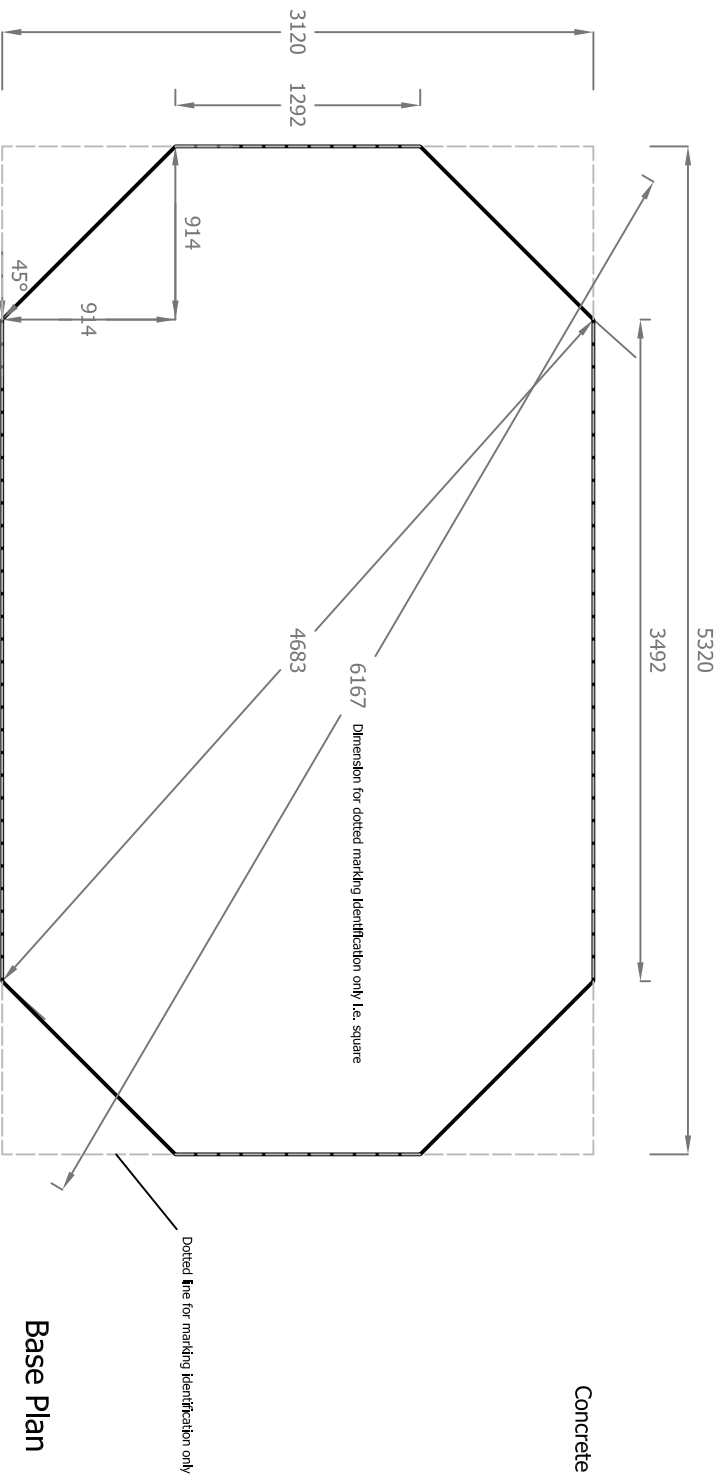 5320
3492
Concrete
3120
1292
914
914
45°
4683
6167
Dimension for dotted marking identification only i.e. square
Dotted line for marking identification only
Base Plan